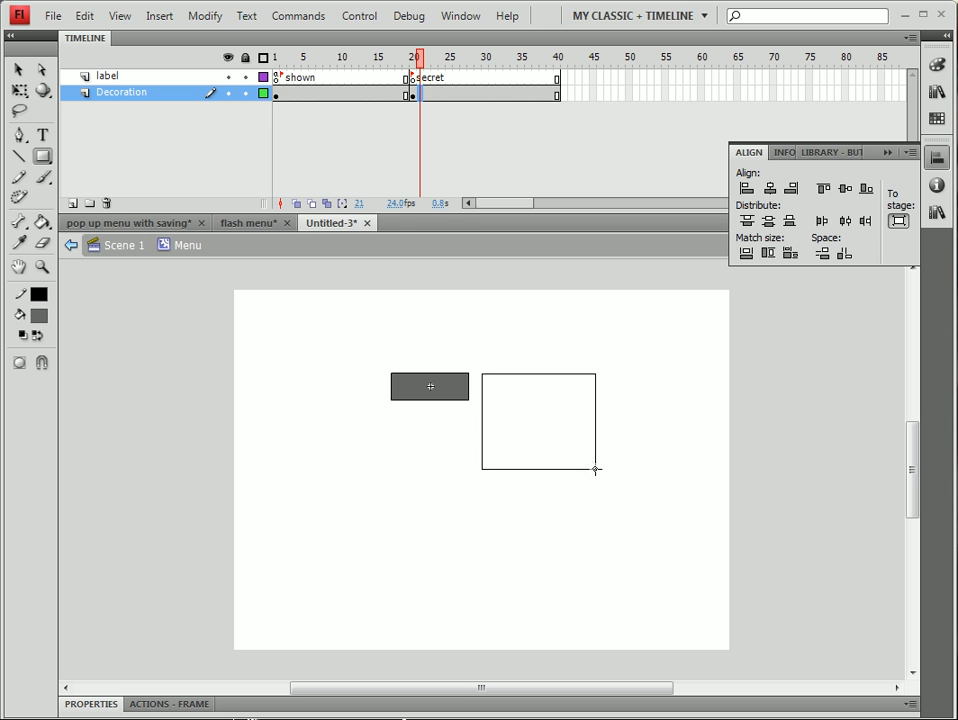 Fl File Edit View Insert Modify Text Commands Control Debug Window Help MY CLASSIC + TIMELINE
TIMELINE
1 5 10 15 20 25 30 35 40 45 50 55 60 65 70 75 80 85
label shown secret
Decoration
ALIGN INFO LIBRARY - BUT
Align:
To stage:
Distribute:
Match size: Space:
21 24.0fps 0.8s
pop up menu with saving* flash menu* Untitled-3*
Scene 1 Menu
PROPERTIES ACTIONS - FRAME